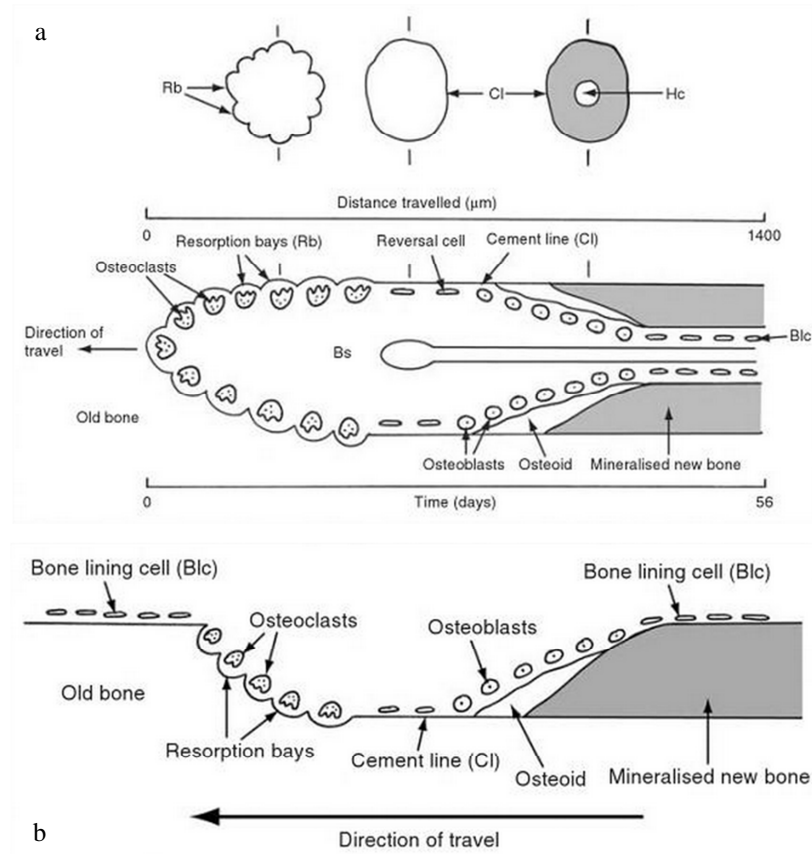 a
Rb
Cl
Hc
Distance travelled (μm)
0
1400
Resorption bays (Rb)
Reversal cell
Cement line (Cl)
Osteoclasts
Direction of
travel
Bs
Blc
Old bone
Osteoblasts
Osteoid
Mineralised new bone
0
Time (days)
56
Bone lining cell (Blc)
Bone lining cell (Blc)
Osteoclasts
Osteoblasts
Old bone
Resorption bays
Cement line (Cl)
Osteoid
Mineralised new bone
b
Direction of travel